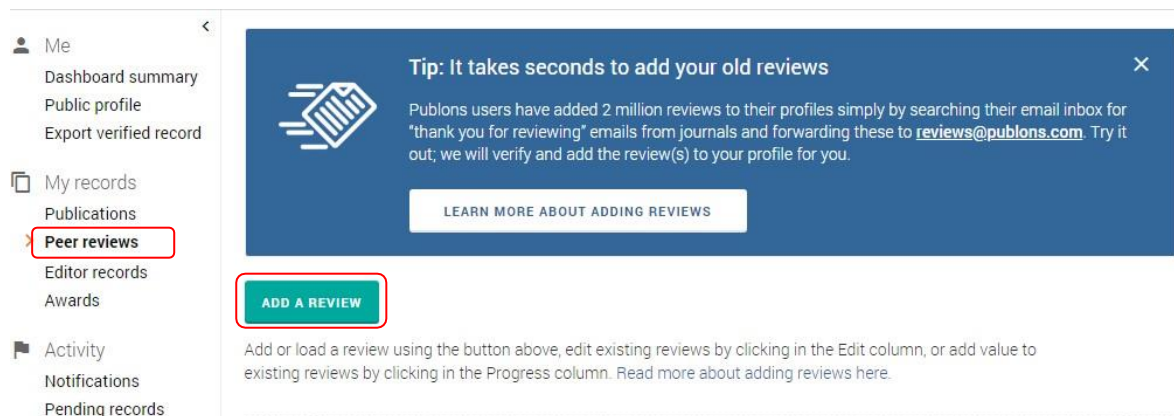 Me
Dashboard summary
Public profile
Export verified record
My records
Publications
Peer reviews
Editor records
Awards
Activity
Notifications
Pending records
Tip: It takes seconds to add your old reviews
Publons users have added 2 million reviews to their profiles simply by searching their email inbox for
"thank you for reviewing" emails from journals and forwarding these to reviews@publons.com. Try it
out; we will verify and add the review(s) to your profile for you.
LEARN MORE ABOUT ADDING REVIEWS
ADD A REVIEW
Add or load a review using the button above, edit existing reviews by clicking in the Edit column, or add value to
existing reviews by clicking in the Progress column. Read more about adding reviews here.